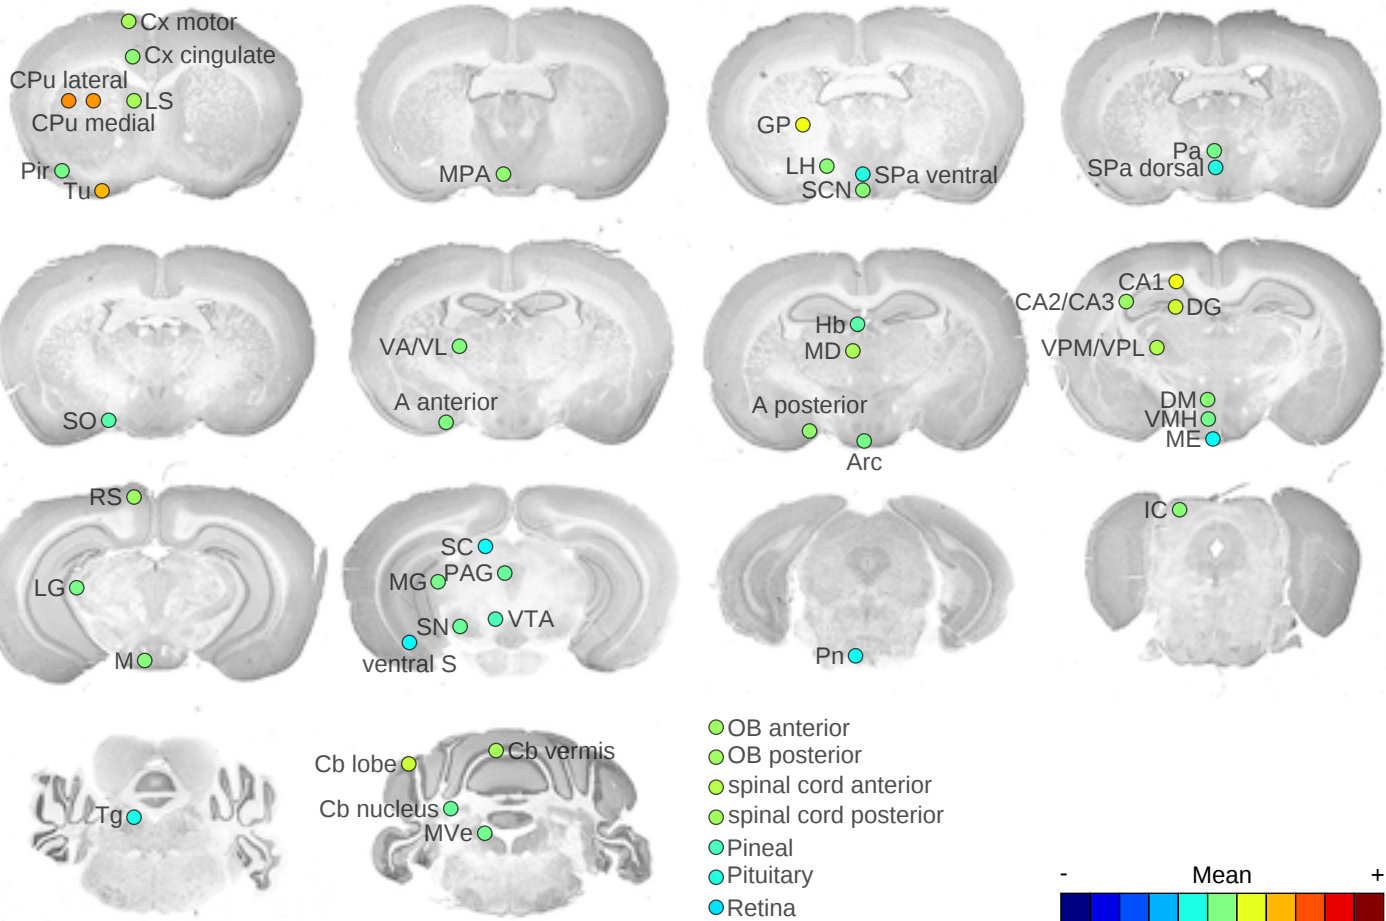 Cx motor
Cx cingulate
CPu lateral
LS
CPu medial
Pir
Tu
MPA
GP
LH
SPa ventral
SCN
Pa
SPa dorsal
SO
VA/VL
A anterior
Hb
MD
A posterior
Arc
CA1
CA2/CA3
DG
VPM/VPL
DM
VMH
ME
RS
LG
M
SC
PAG
MG
VTA
SN
ventral S
Pn
IC
Tg
Cb vermis
Cb lobe
Cb nucleus
MVe
OB anterior
OB posterior
spinal cord anterior
spinal cord posterior
Pineal
Pituitary
Retina
- Mean +